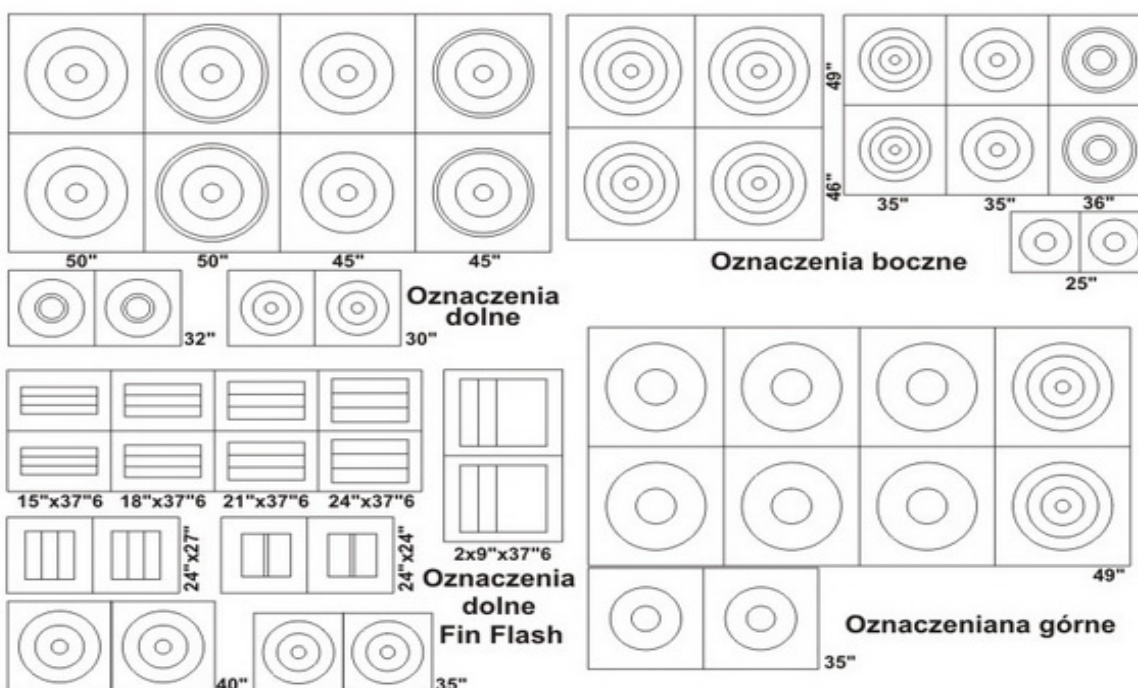 50" 50" 45" 45"
32" 30"
Oznaczenia
dolne
49"
46"
35" 35" 36"
Oznaczenia boczne
25"
15"x37"6 18"x37"6 21"x37"6 24"x37"6
2x9"x37"6
24"x27"
24"x24"
Oznaczenia
dolne
Fin Flash
40" 35"
49"
35"
Oznaczeniana górne